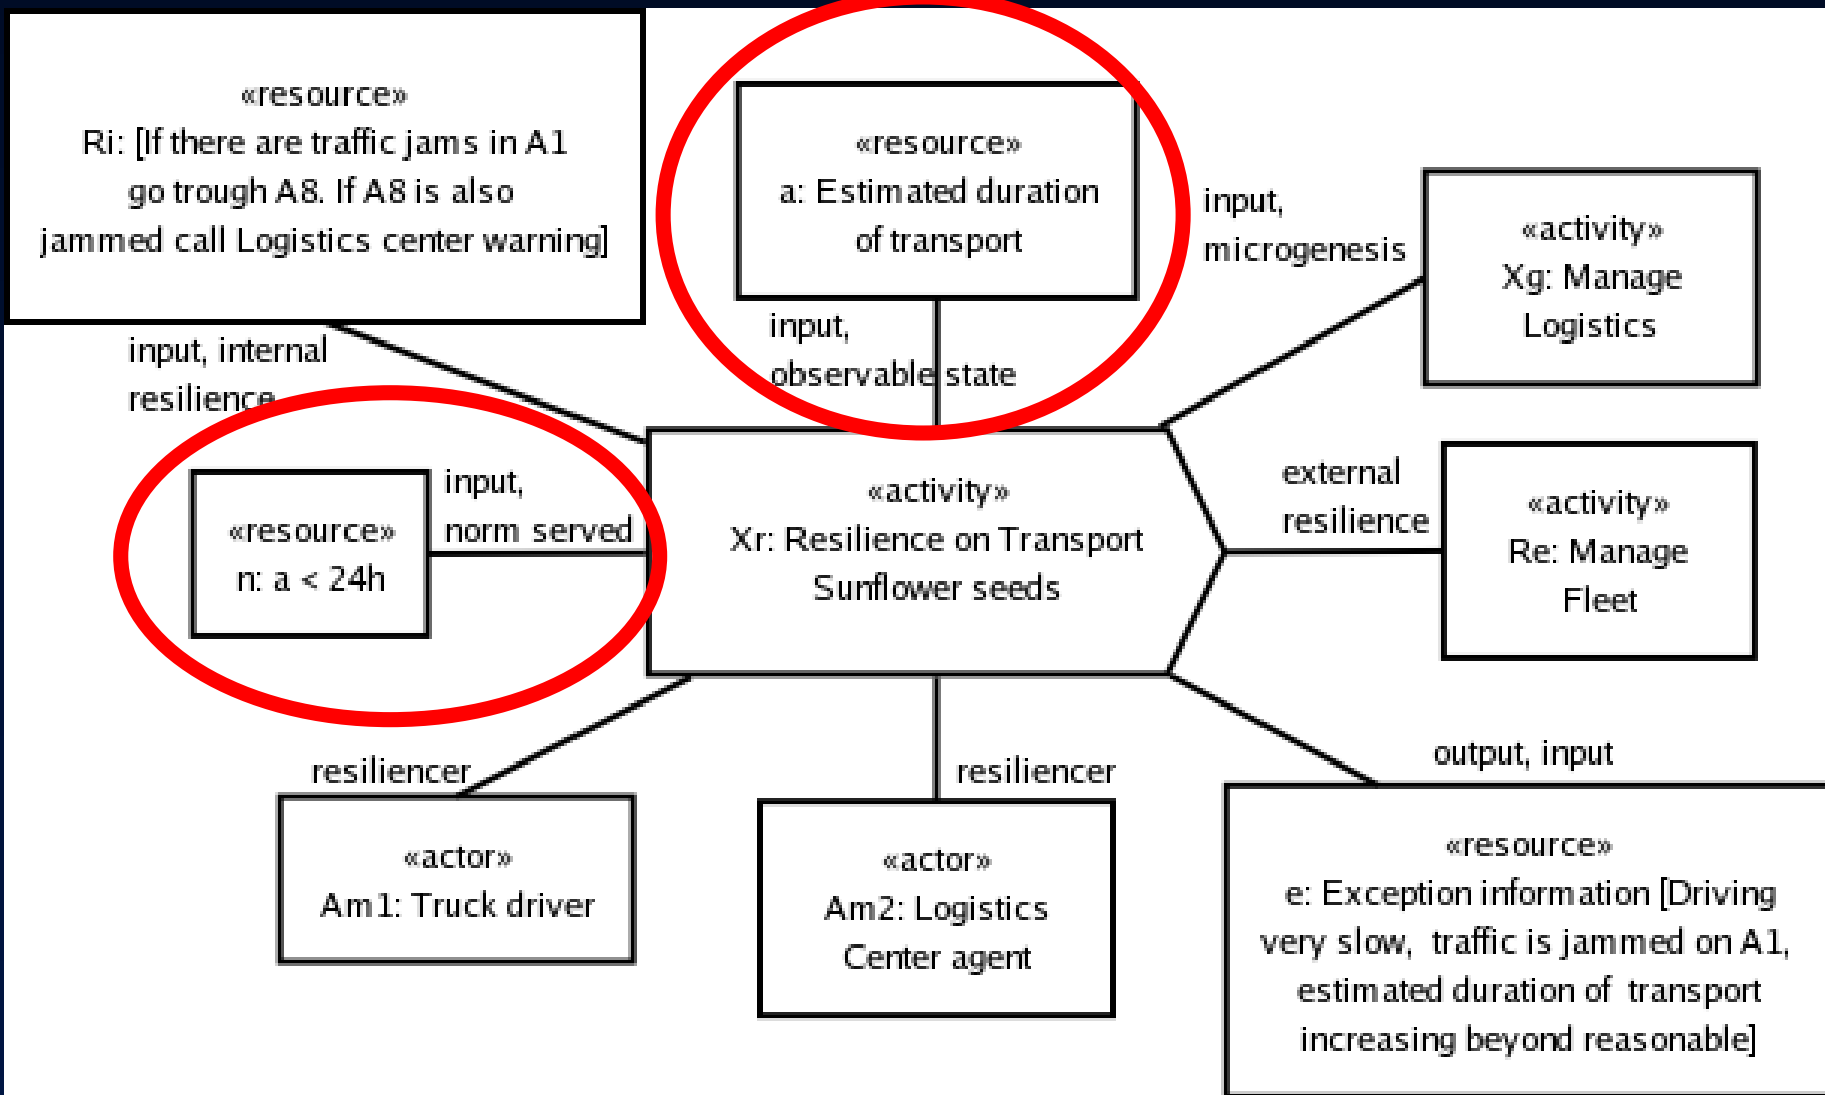 «resource»
Ri: [If there are traffic jams in A1
go trough A8. If A8 is also
jammed call Logistics center warning]
«resource»
a: Estimated duration
of transport
input,
microgenesis
«activity»
Xg: Manage
Logistics
input, internal
resilience
input,
observable state
«resource»
n: a < 24h
input,
norm served
«activity»
Xr: Resilience on Transport
Sunflower seeds
external
resilience
«activity»
Re: Manage
Fleet
resiliencer
resiliencer
output, input
«actor»
Am1: Truck driver
«actor»
Am2: Logistics
Center agent
«resource»
e: Exception information [Driving
very slow, traffic is jammed on A1,
estimated duration of transport
increasing beyond reasonable]